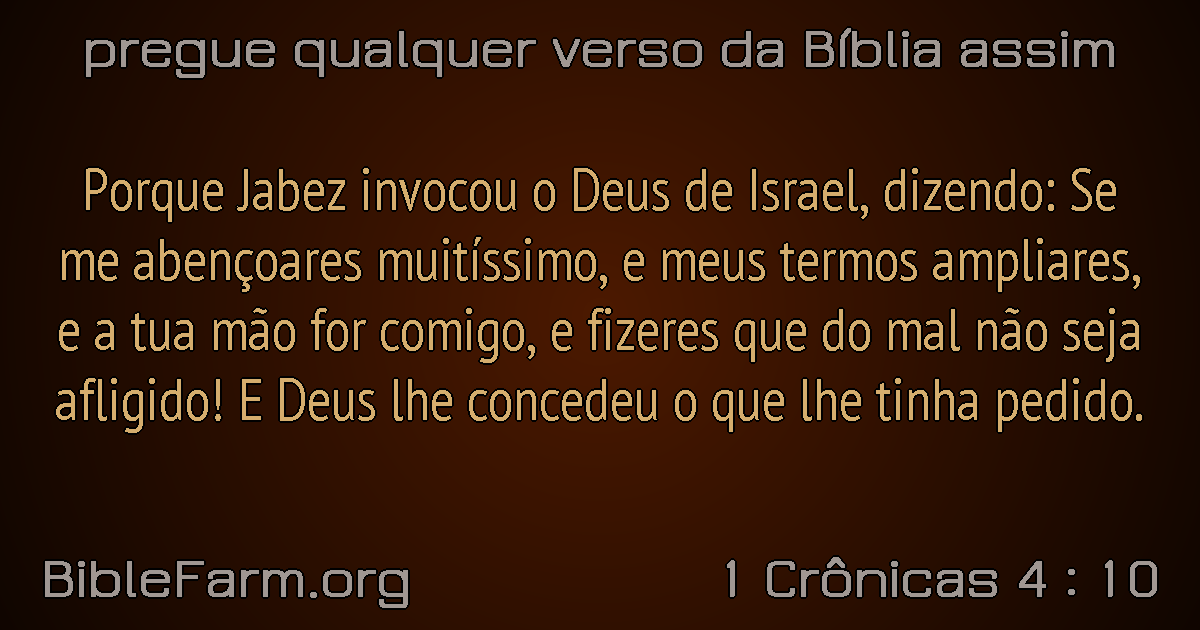 pregue qualquer verso da Bíblia assim
Porque Jabez invocou o Deus de Israel, dizendo: Se
me abençoares muitíssimo, e meus termos ampliares,
e a tua mão for comigo, e fizeres que do mal não seja
afligido! E Deus lhe concedeu o que lhe tinha pedido.
BibleFarm.org
1 Crônicas 4 : 10